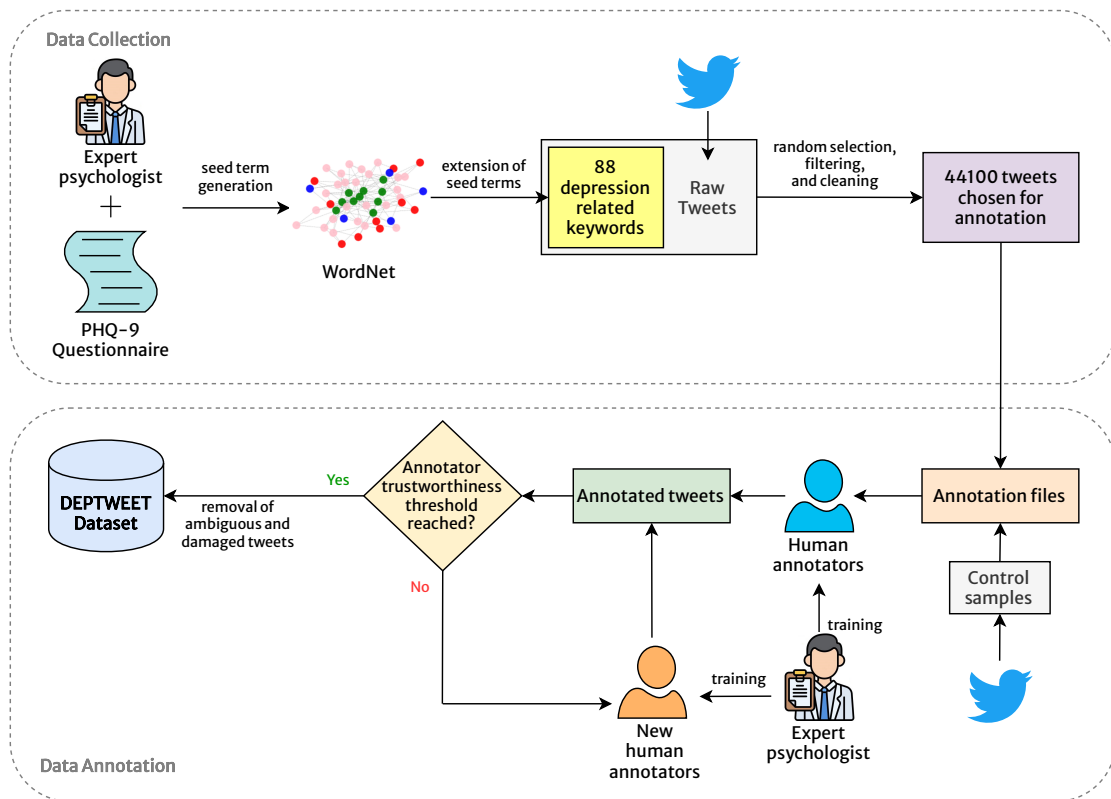 Data Collection
Expert
psychologist
+
PHQ-9
Questionnaire
seed term
generation
WordNet
extension of
seed terms
88
depression
related
keywords
Raw
Tweets
random selection,
filtering,
and cleaning
44100 tweets
chosen for
annotation
DEPTWEET
Dataset
Yes
removal of
ambiguous and
damaged tweets
Annotator
trustworthiness
threshold
reached?
No
Annotated tweets
Human
annotators
Annotation files
Control
samples
training
training
New
human
annotators
Expert
psychologist
Data Annotation